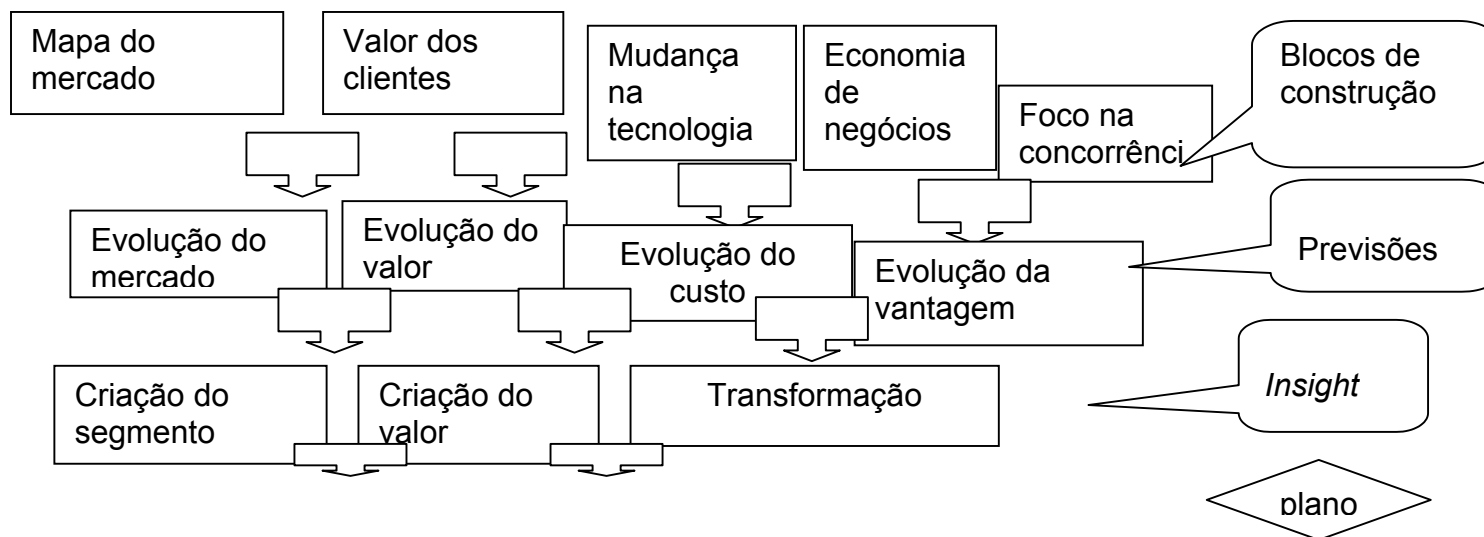 Mapa do
mercado
Valor dos
clientes
Mudança
na
tecnologia
Economia
de
negócios
Foco na
concorrênci
Blocos de
construção
Evolução do
mercado
Evolução do
valor
Evolução do
custo
Evolução da
vantagem
Previsões
Criação do
segmento
Criação do
valor
Transformação
Insight
plano